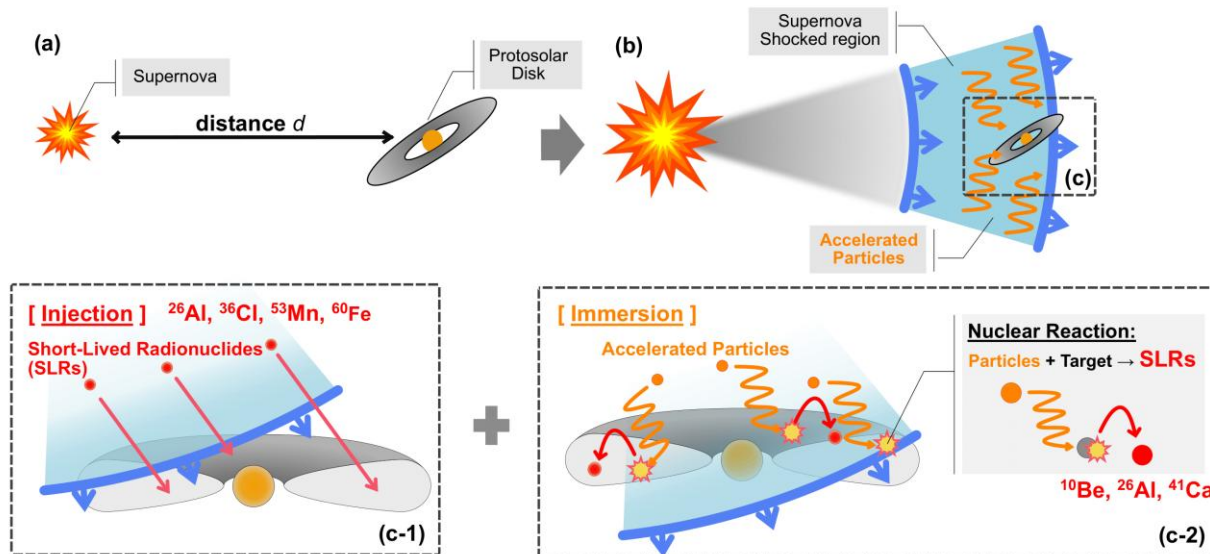 (a)
Supernova
Protosolar
Disk
distance d
(b)
Supernova
Shocked region
(c)
Accelerated
Particles
[ Injection ] ²⁶Al, ³⁶Cl, ⁵³Mn, ⁶⁰Fe
Short-Lived Radionuclides
(SLRs)
(c-1)
[ Immersion ]
Accelerated Particles
Nuclear Reaction:
Particles + Target → SLRs
¹⁰Be, ²⁶Al, ⁴¹Ca
(c-2)